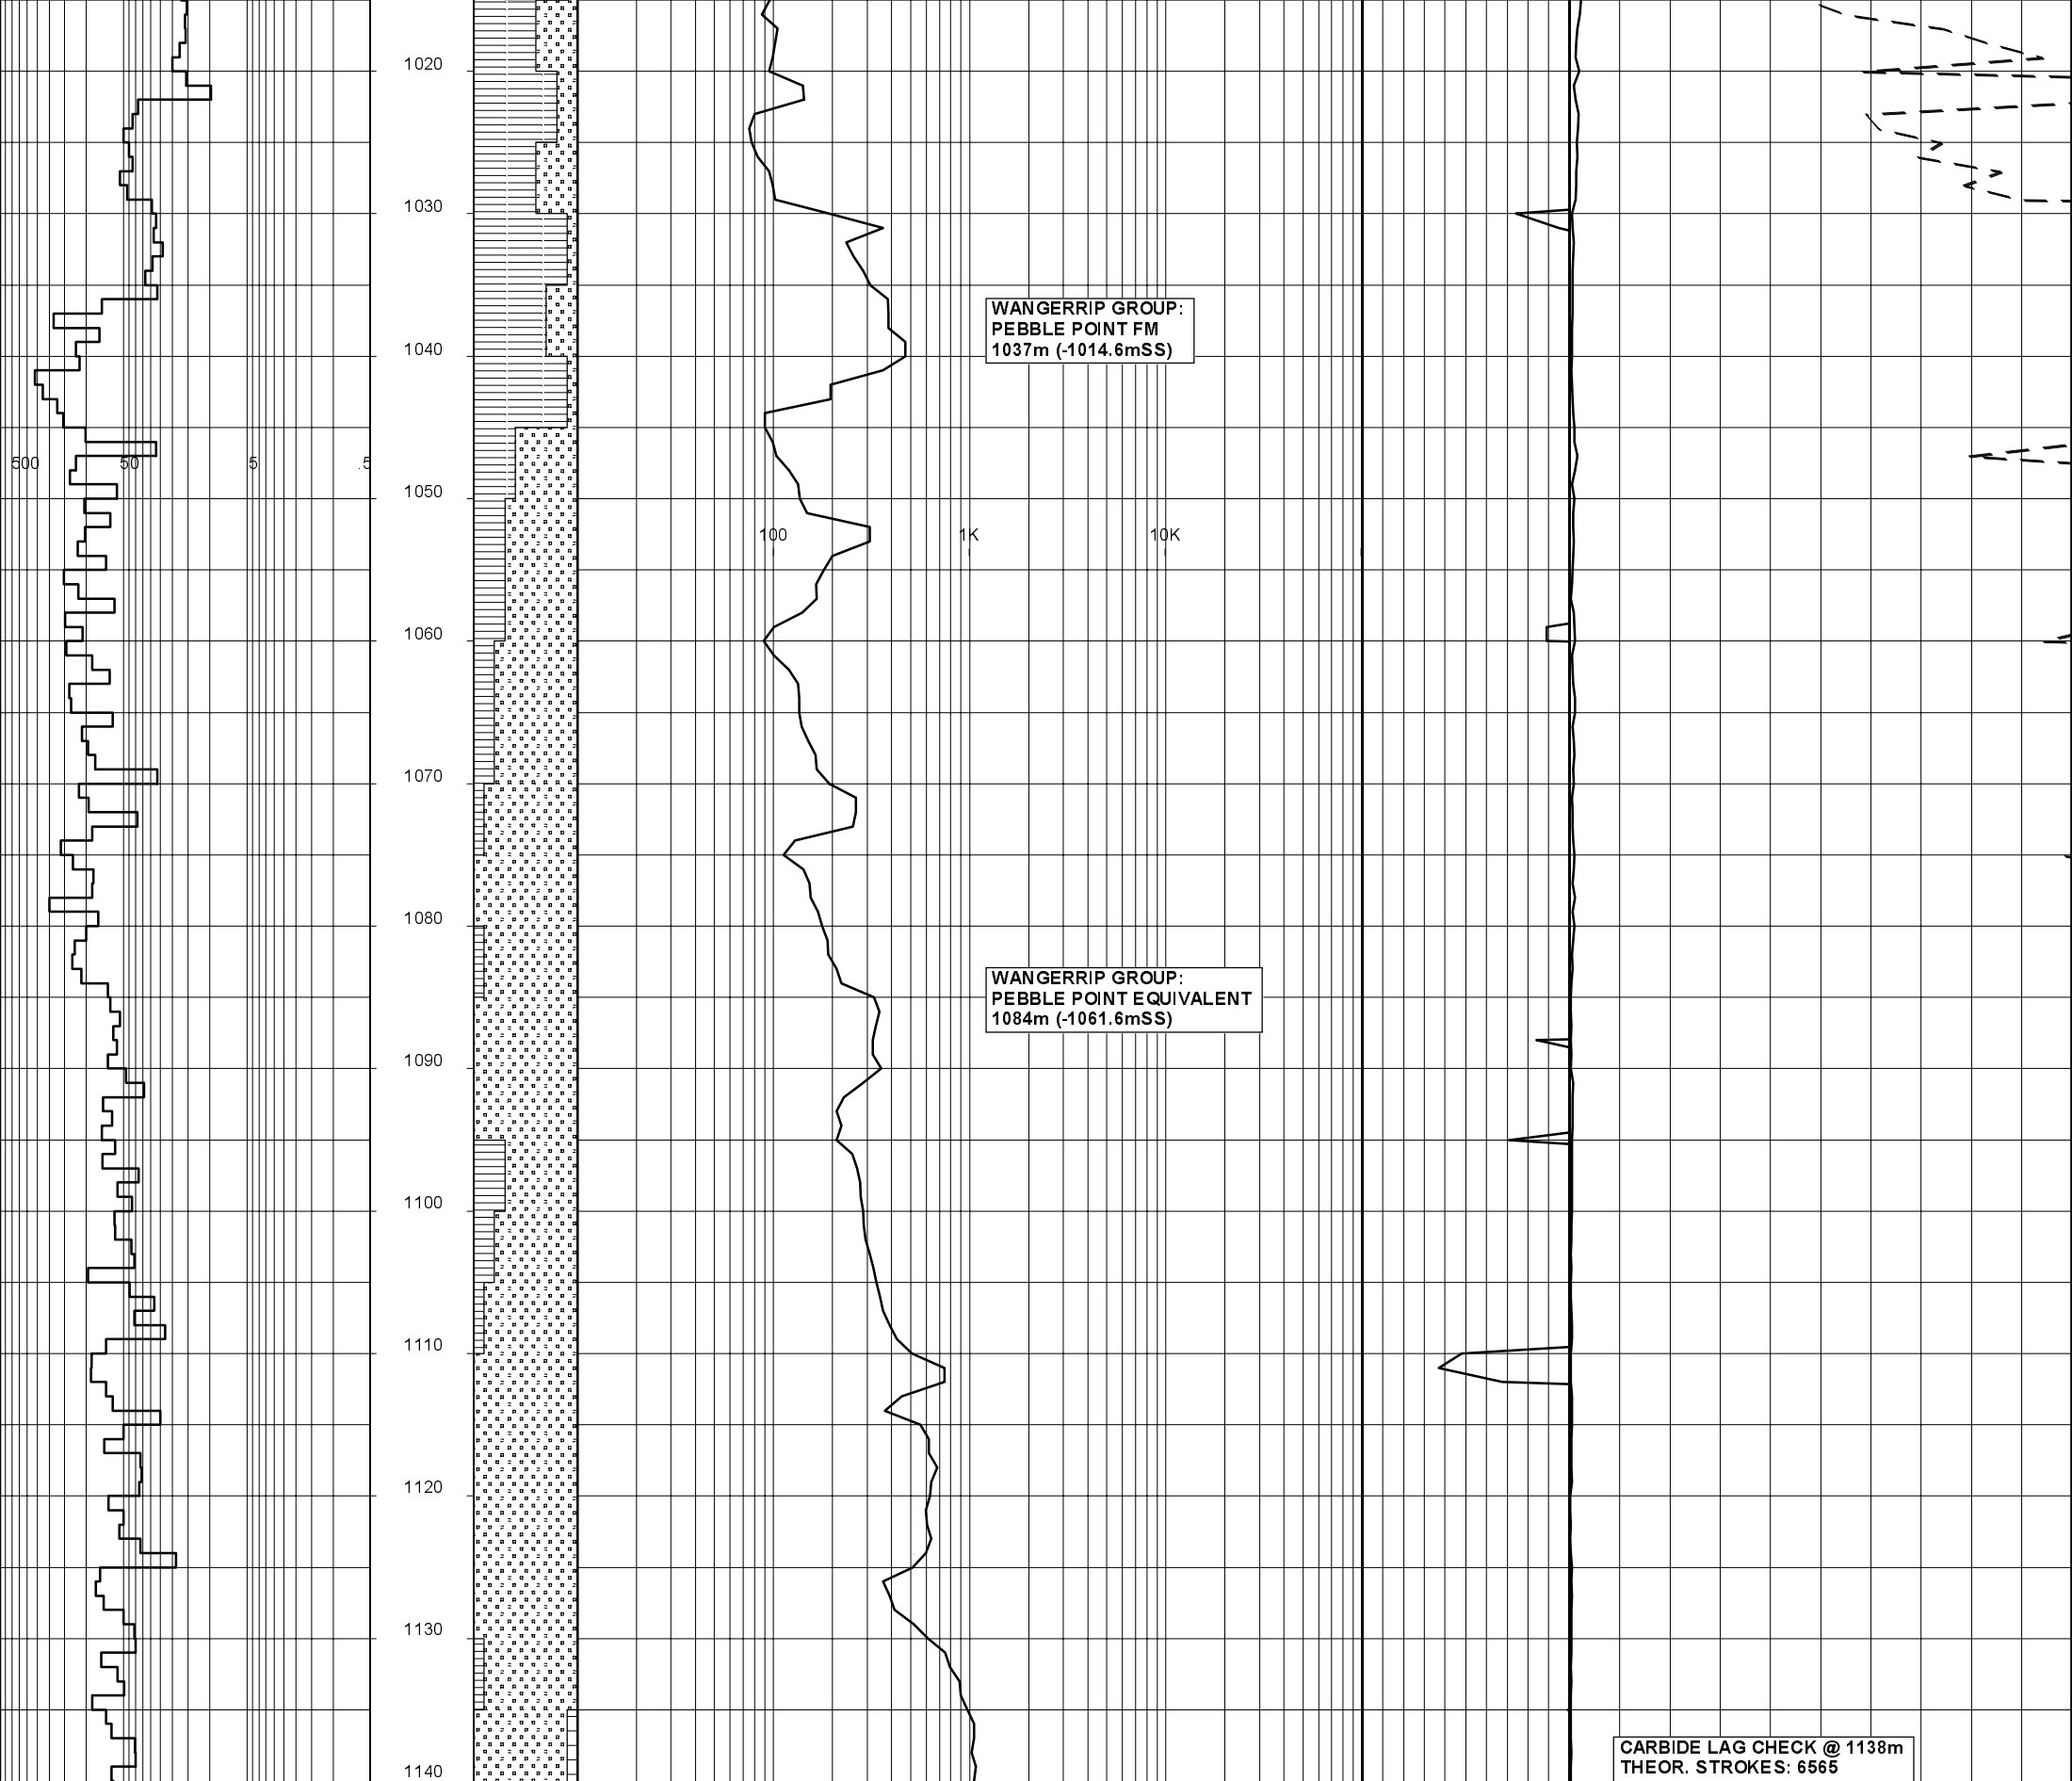 1020
1030
WANGERRIP GROUP:
PEBBLE POINT FM
1037m (-1014.6mSS)
1040
500 50 5 .5
1050
100 1K 10K
1060
1070
1080
WANGERRIP GROUP:
PEBBLE POINT EQUIVALENT
1084m (-1061.6mSS)
1090
1100
1110
1120
1130
CARBIDE LAG CHECK @ 1138m
THEOR. STROKES: 6565
1140